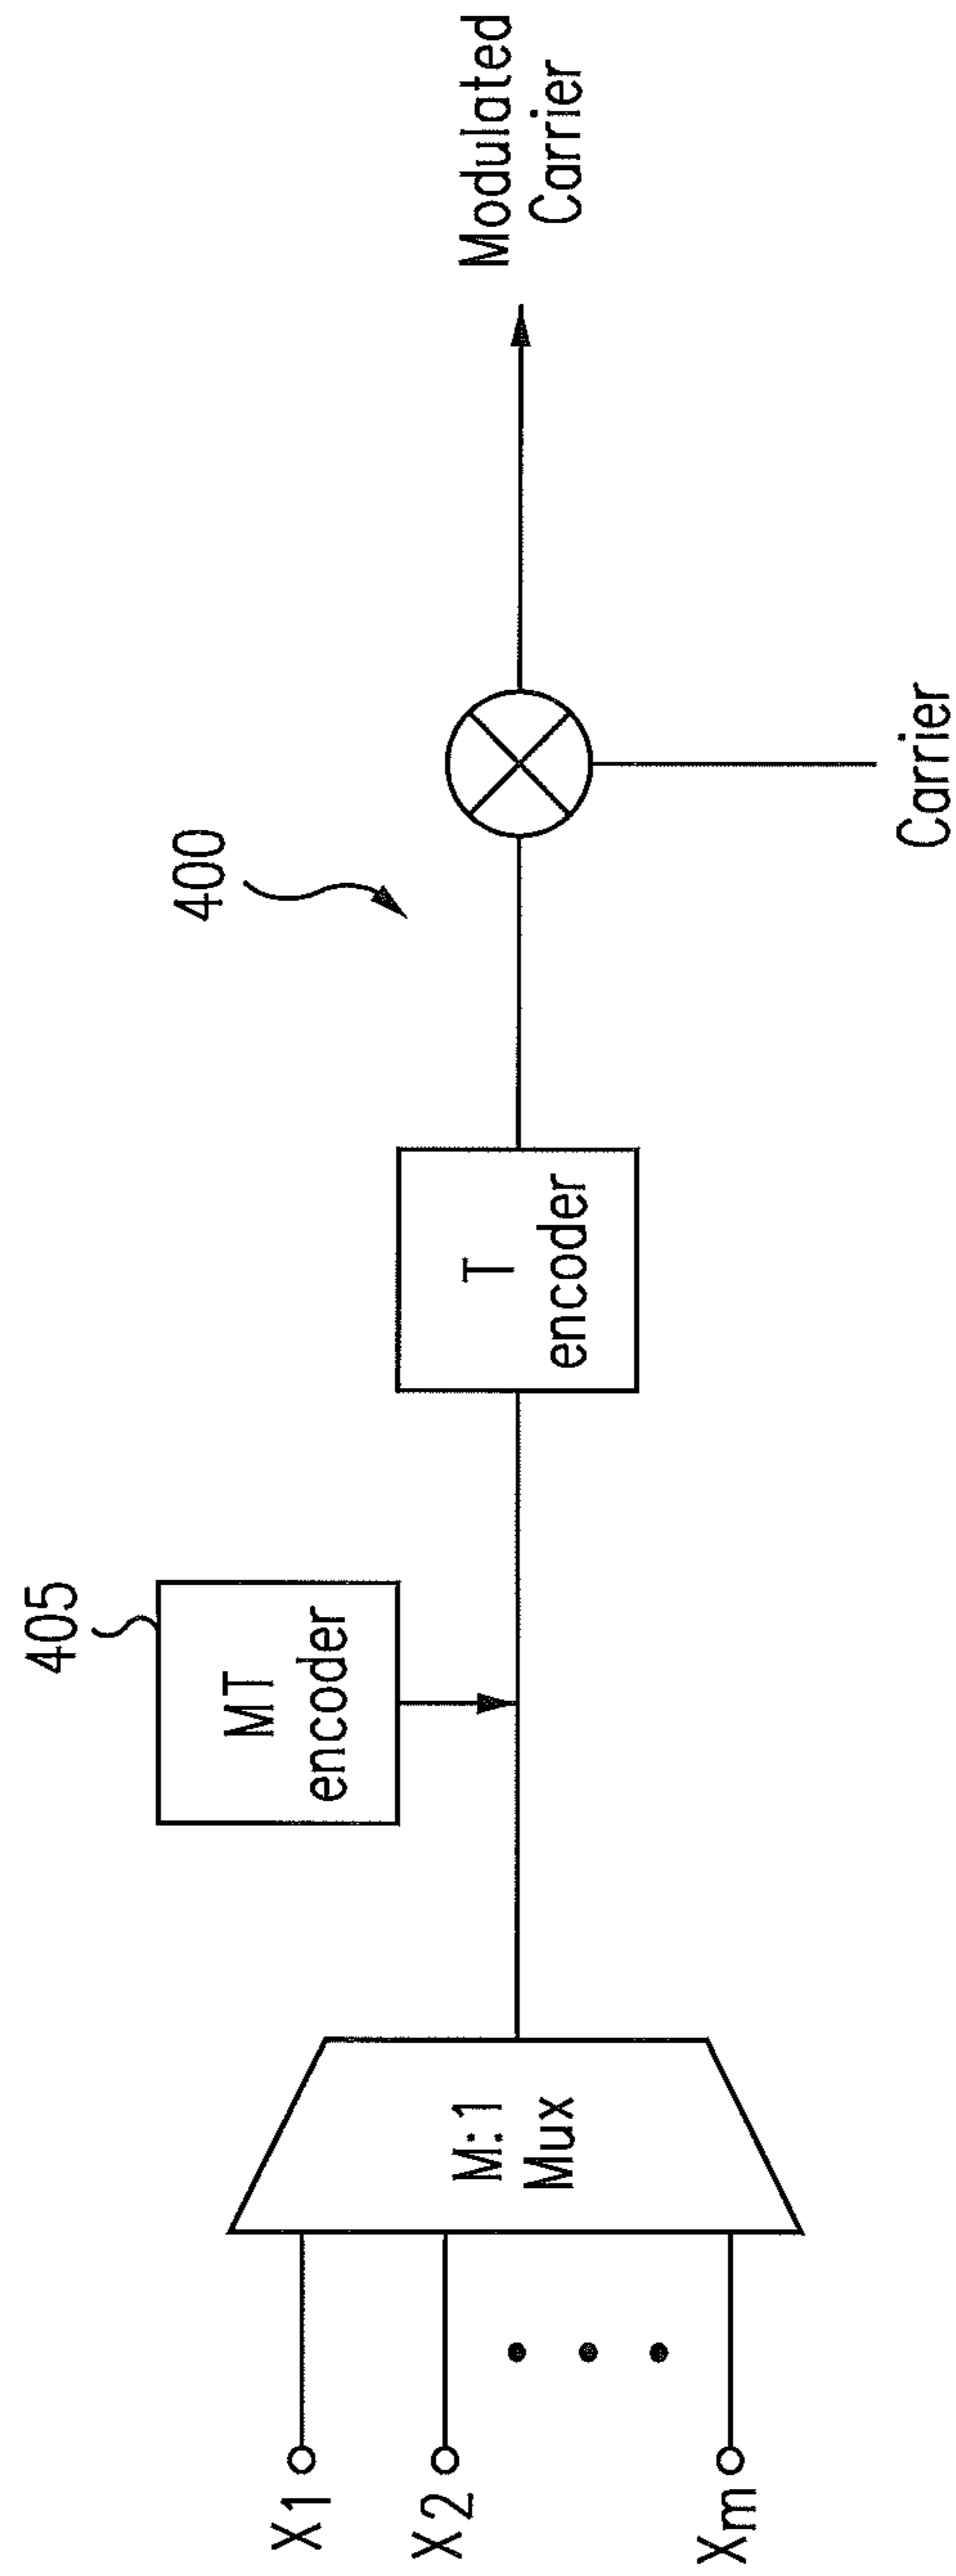 X1
X2
Xm
M:1
Mux
405
MT
encoder
T
encoder
400
Carrier
Modulated
Carrier